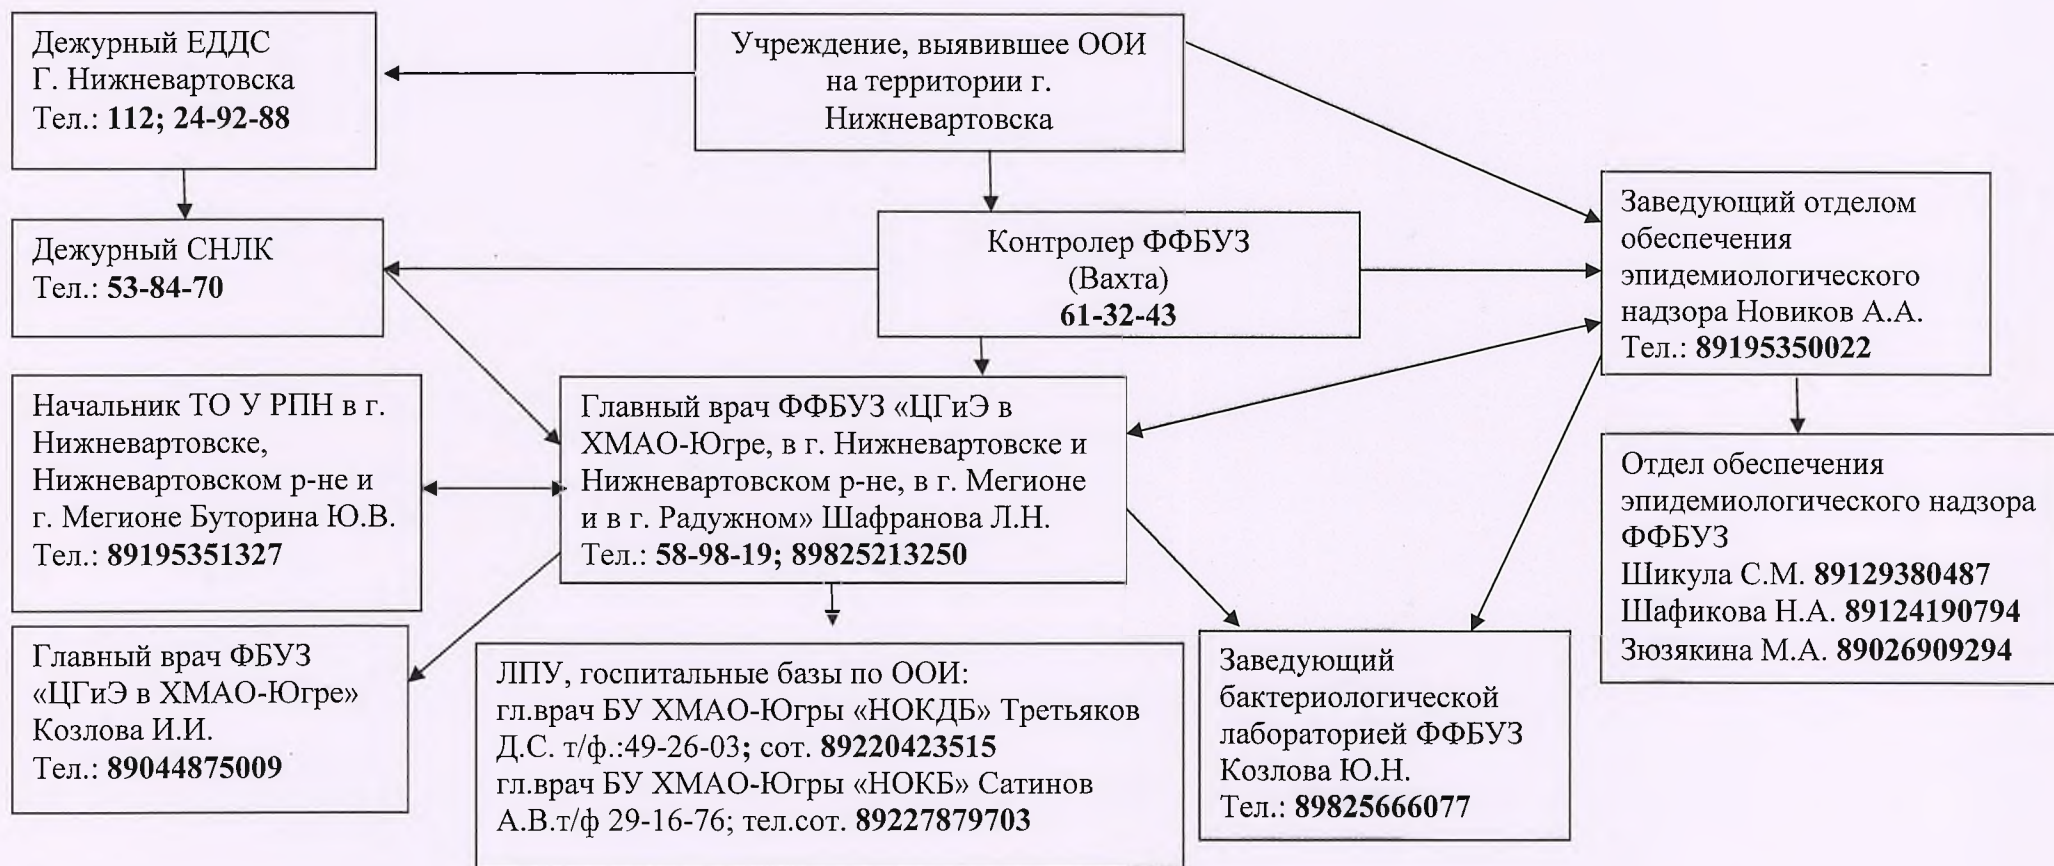 Дежурный ЕДДС
Г. Нижневартовска
Тел.: 112; 24-92-88
Учреждение, выявившее ООИ
на территории г.
Нижневартовска
Дежурный СНЛК
Тел.: 53-84-70
Контролер ФФБУЗ
(Вахта)
61-32-43
Заведующий отделом
обеспечения
эпидемиологического
надзора Новиков А.А.
Тел.: 89195350022
Начальник ТО У РПН в г.
Нижневартовске,
Нижневартовском р-не и
г. Мегионе Буторина Ю.В.
Тел.: 89195351327
Главный врач ФФБУЗ «ЦГиЭ в
ХМАО-Югре, в г. Нижневартовске и
Нижневартовском р-не, в г. Мегионе
и в г. Радужном» Шафранова Л.Н.
Тел.: 58-98-19; 89825213250
Отдел обеспечения
эпидемиологического надзора
ФФБУЗ
Шикула С.М. 89129380487
Шафикова Н.А. 89124190794
Зюзякина М.А. 89026909294
Главный врач ФБУЗ
«ЦГиЭ в ХМАО-Югре»
Козлова И.И.
Тел.: 89044875009
ЛПУ, госпитальные базы по ООИ:
гл.врач БУ ХМАО-Югры «НОКДБ» Третьяков
Д.С. т/ф.:49-26-03; сот. 89220423515
гл.врач БУ ХМАО-Югры «НОКБ» Сатинов
А.В.т/ф 29-16-76; тел.сот. 89227879703
Заведующий
бактериологической
лабораторией ФФБУЗ
Козлова Ю.Н.
Тел.: 89825666077